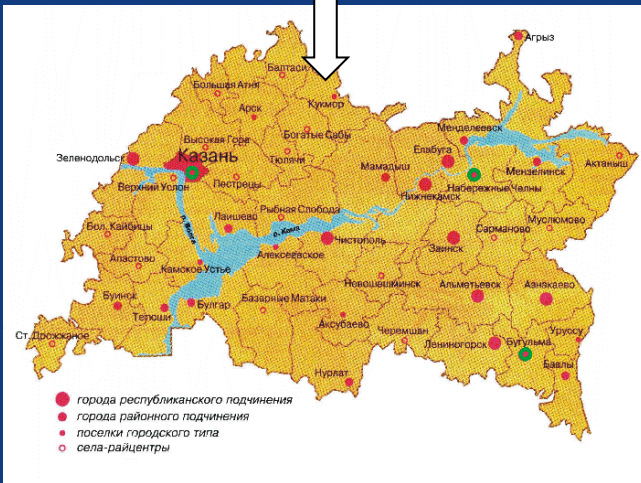 Агрыз
Балтаси
Большая Атня
Кукмор
Арск
Менделеевск
Высокая Гора
Богатые Сабы
Елабуга
Зеленодольск
Казань
Тюлячи
Мамадыш
Мензелинск
Актаныш
Верхний Услон
Пестрецы
Набережные Челны
Нижнекамск
Лаишево
Рыбная Слобода
Муслюмово
Бол. Кайбицы
р. Волга
р. Кама
Чистополь
Заинск
Сарманово
Апастово
Камское Устье
Алексеевское
Новошешминск
Альметьевск
Азнакаево
Буинск
Тетюши
Булгар
Базарные Матаки
Аксубаево
Черемшан
Ст. Дрожжаное
Лениногорск
Бугульма
Уруссу
Бавлы
Нурлат
города республиканского подчинения
города районного подчинения
поселки городского типа
села-райцентры